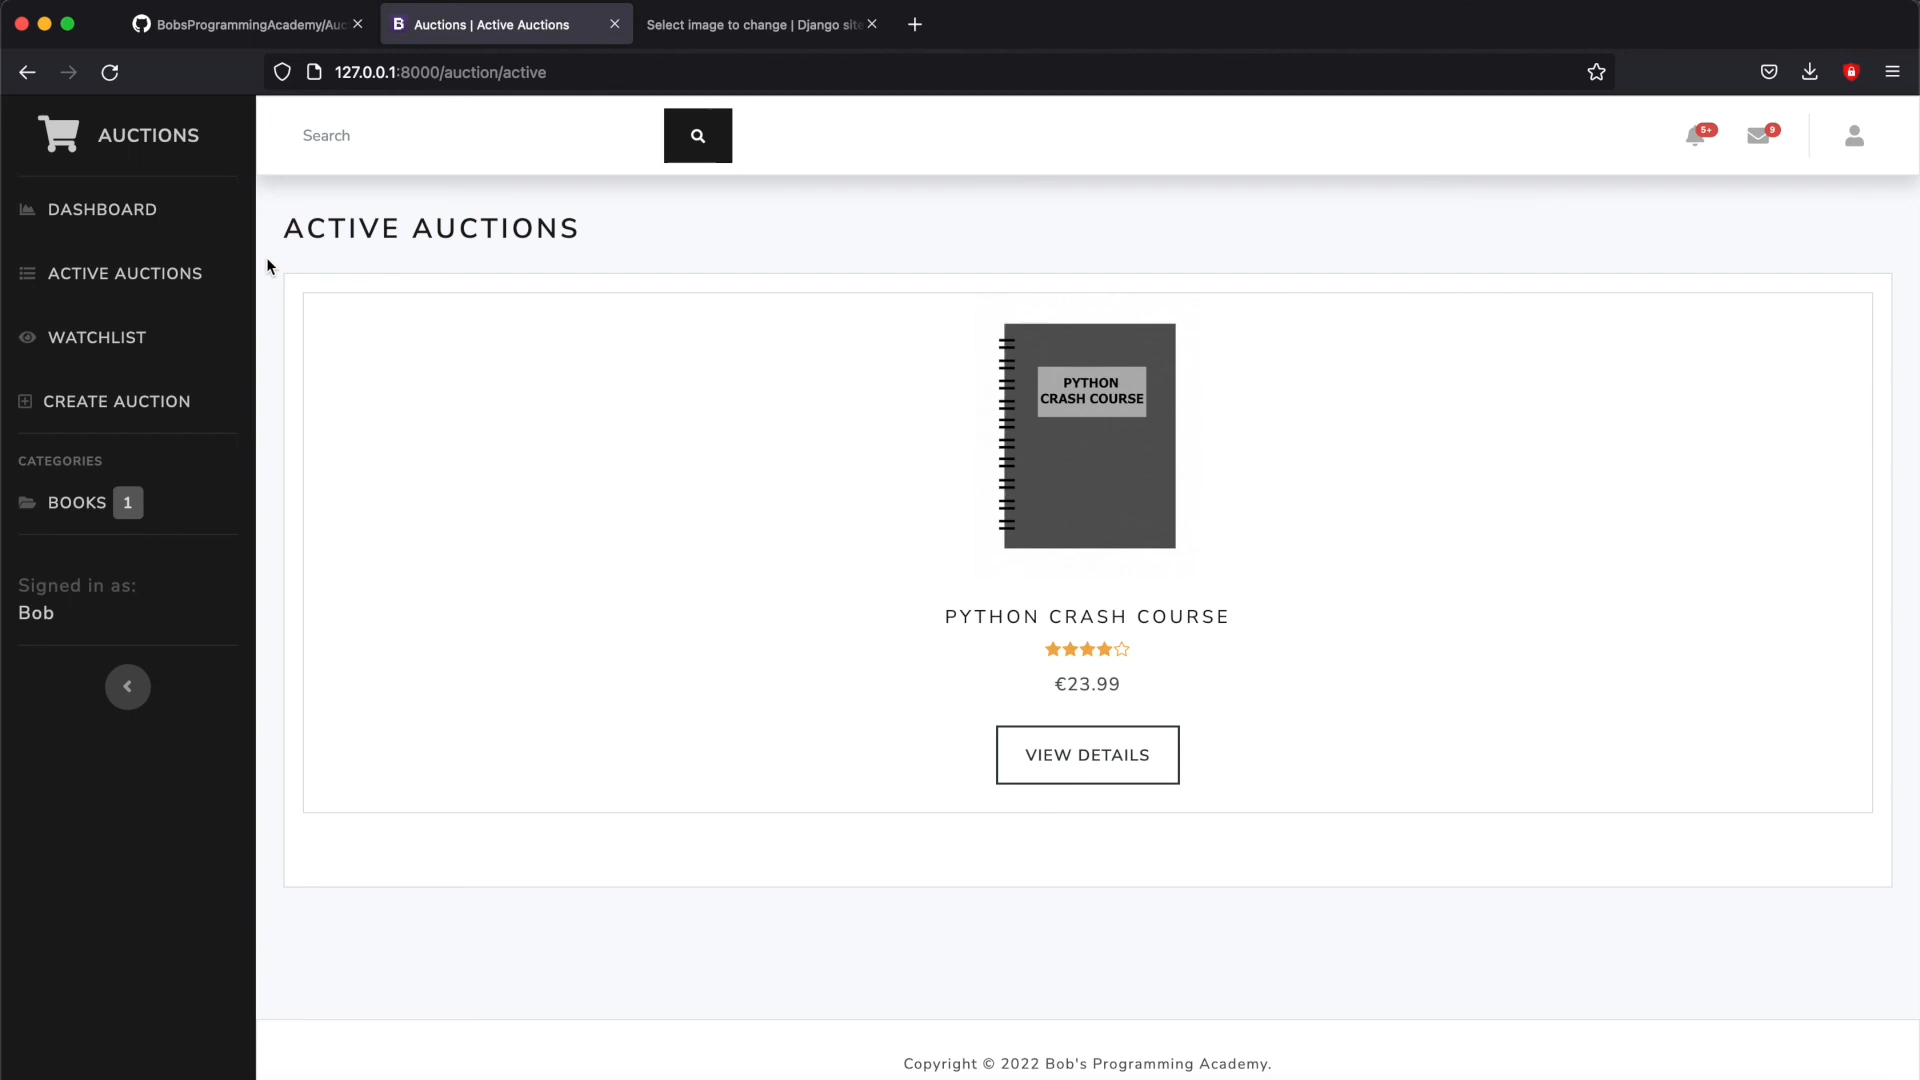 BobsProgrammingAcademy/Auc
Auctions | Active Auctions
Select image to change | Django site
127.0.0.1:8000/auction/active
AUCTIONS
Search
5+
9
DASHBOARD
ACTIVE AUCTIONS
WATCHLIST
CREATE AUCTION
CATEGORIES
BOOKS 1
Signed in as:
Bob
ACTIVE AUCTIONS
PYTHON
CRASH COURSE
PYTHON CRASH COURSE
€23.99
VIEW DETAILS
Copyright © 2022 Bob's Programming Academy.